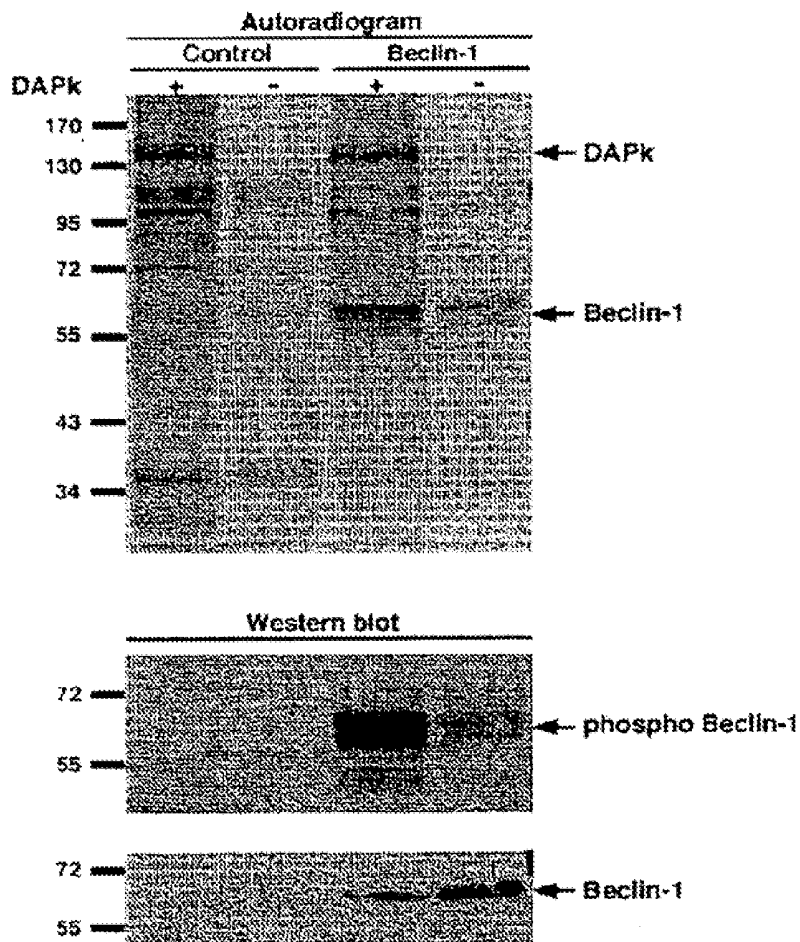 Autoradiogram
Control Beclin-1
DAPk + - + -
170
130
95
72
55
43
34
DAPk
Beclin-1
Western blot
72
55
phospho Beclin-1
72
55
Beclin-1